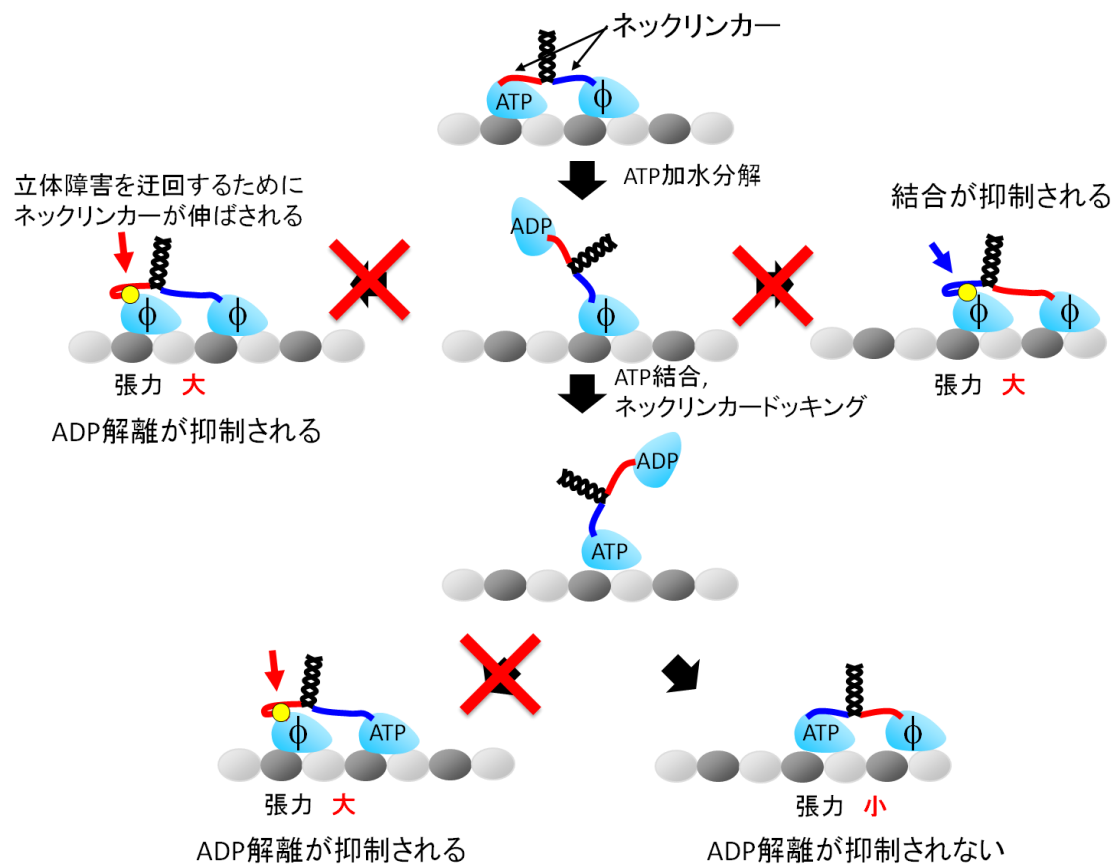 ネックリンカー
ATP
ϕ
ATP加水分解
立体障害を迂回するために
ネックリンカーが伸ばされる
結合が抑制される
ADP
ϕ
ϕ
ϕ
ϕ
ϕ
張力 大
ADP解離が抑制される
張力 大
ATP結合,
ネックリンカードッキング
ADP
ATP
ϕ
ATP
張力 大
ADP解離が抑制される
ATP
ϕ
張力 小
ADP解離が抑制されない